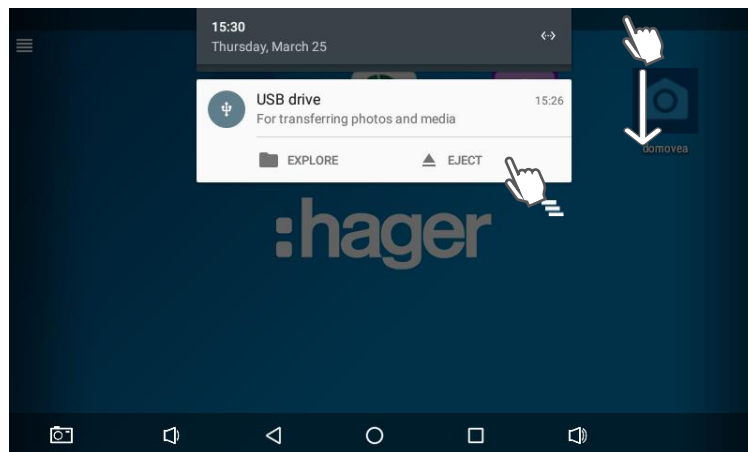 15:30
Thursday, March 25
USB drive
15:26
For transferring photos and media
EXPLORE
EJECT
domovea
:hager